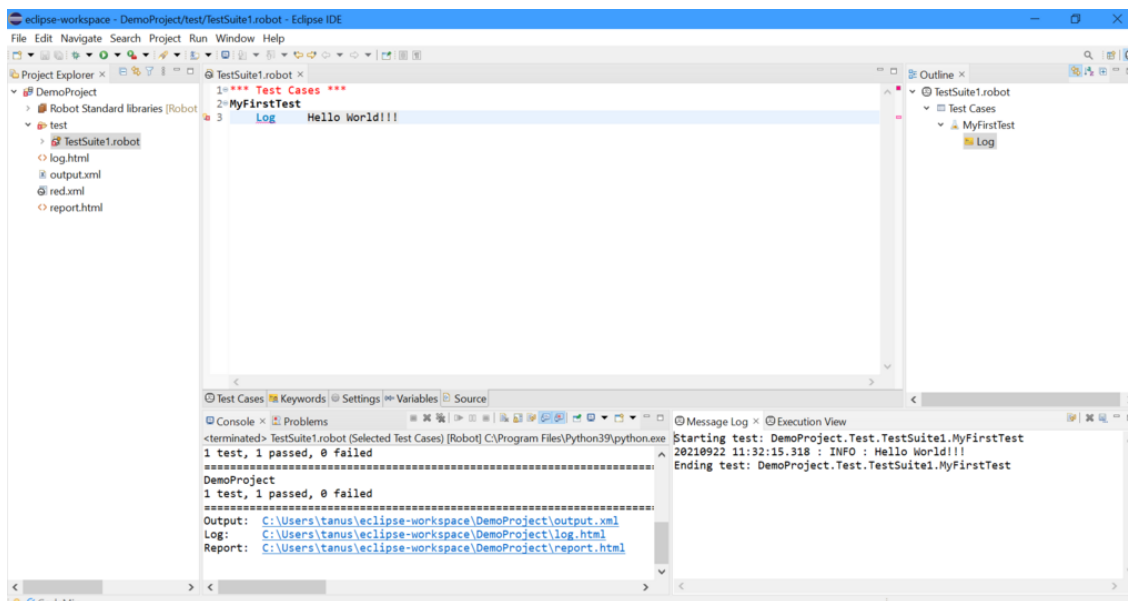 eclipse-workspace - DemoProject/test/TestSuite1.robot - Eclipse IDE
File Edit Navigate Search Project Run Window Help
Project Explorer
DemoProject
Robot Standard libraries [Robot
test
TestSuite1.robot
log.html
output.xml
red.xml
report.html
TestSuite1.robot
1 *** Test Cases ***
2 MyFirstTest
3 Log Hello World!!!
Test Cases Keywords Settings Variables Source
Outline
TestSuite1.robot
Test Cases
MyFirstTest
Log
Console Problems
<terminated> TestSuite1.robot (Selected Test Cases) [Robot] C:\Program Files\Python39\python.exe
1 test, 1 passed, 0 failed
==============================================================================
DemoProject
1 test, 1 passed, 0 failed
==============================================================================
Output: C:\Users\tanus\eclipse-workspace\DemoProject\output.xml
Log: C:\Users\tanus\eclipse-workspace\DemoProject\log.html
Report: C:\Users\tanus\eclipse-workspace\DemoProject\report.html
Message Log Execution View
Starting test: DemoProject.Test.TestSuite1.MyFirstTest
20210922 11:32:15.318 : INFO : Hello World!!!
Ending test: DemoProject.Test.TestSuite1.MyFirstTest